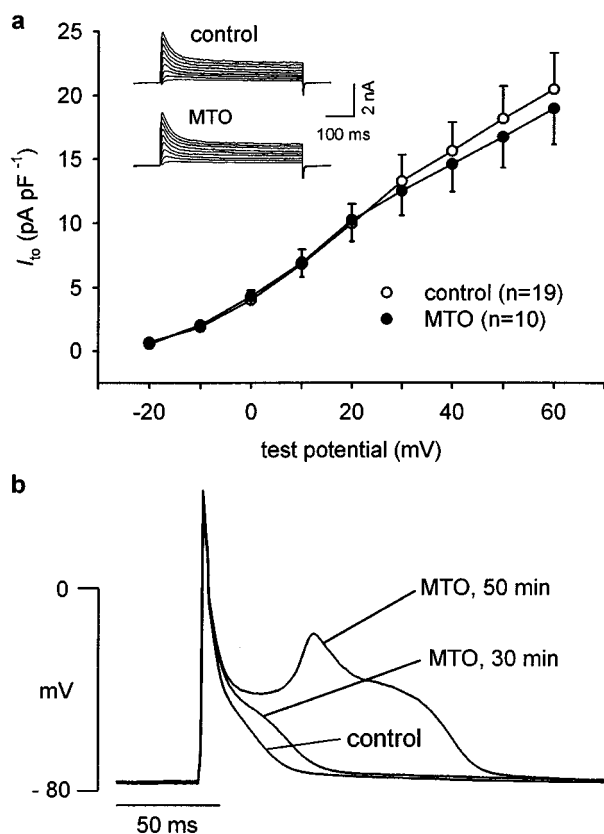 a
25
20
15
10
5
0
I_to (pA pF⁻¹)
control
MTO
2 nA
100 ms
control (n=19)
MTO (n=10)
-20 0 20 40 60
test potential (mV)
b
0
mV
- 80
MTO, 50 min
MTO, 30 min
control
50 ms